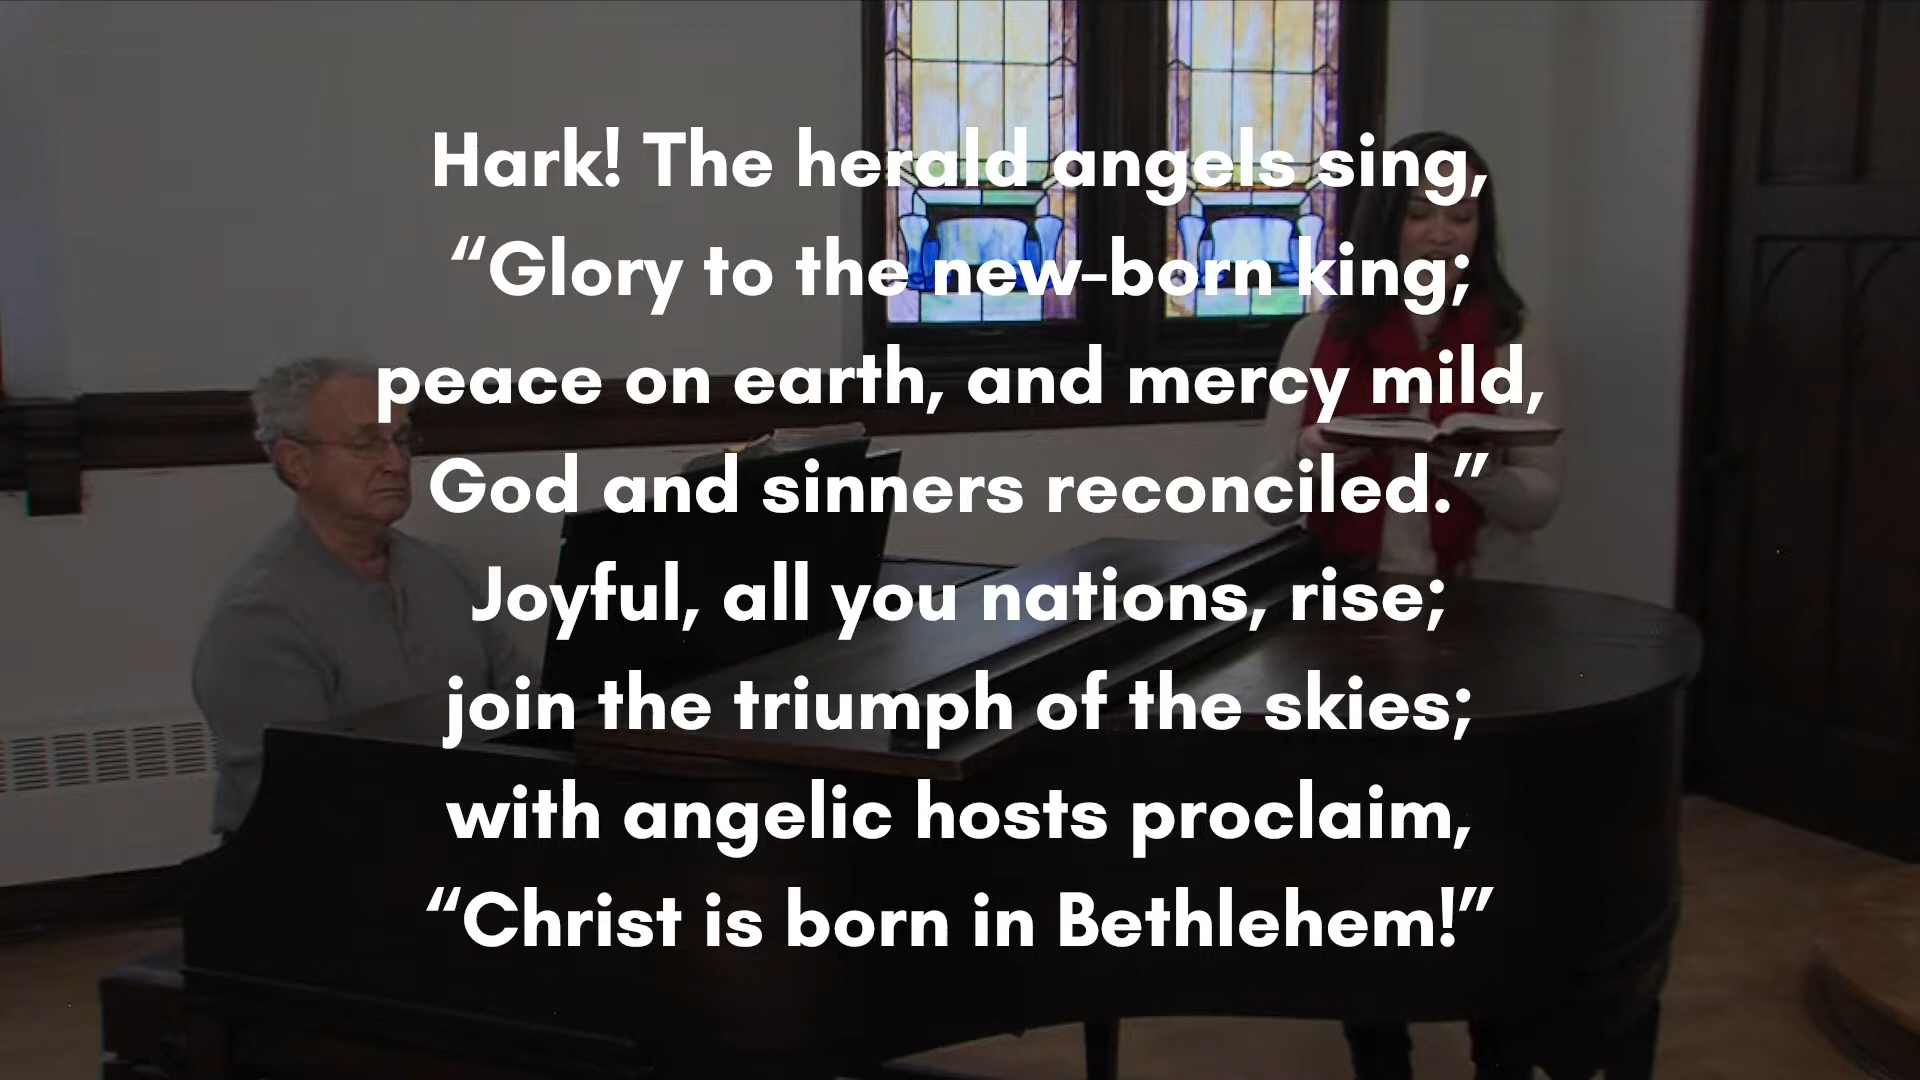 Hark! The herald angels sing,
“Glory to the new-born king;
peace on earth, and mercy mild,
God and sinners reconciled.”
Joyful, all you nations, rise;
join the triumph of the skies;
with angelic hosts proclaim,
“Christ is born in Bethlehem!”